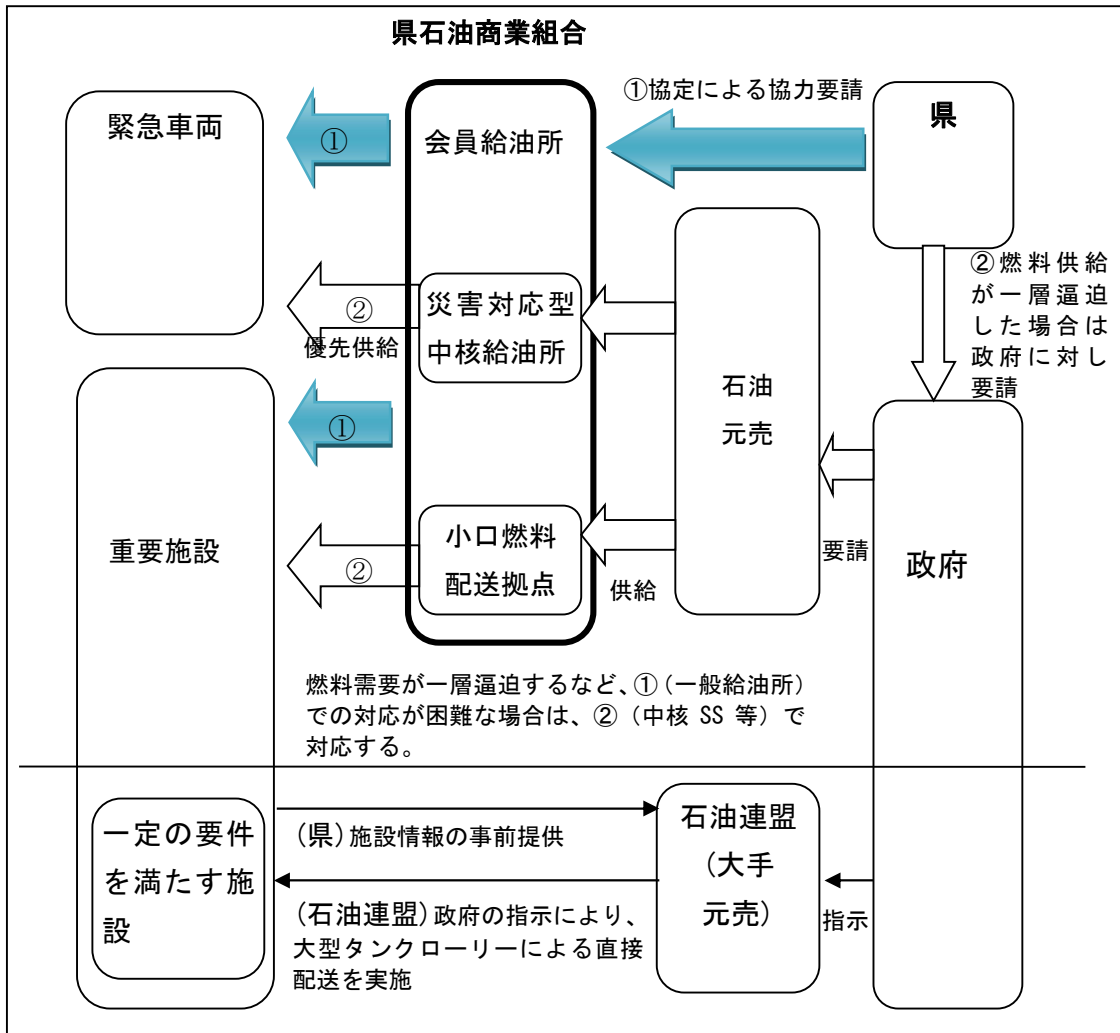 県石油商業組合
①協定による協力要請
緊急車両
①
会員給油所
県
②燃料供給
が一層逼迫
した場合は
政府に対し
要請
②
優先供給
災害対応型
中核給油所
石油
元売
①
重要施設
②
小口燃料
配送拠点
供給
要請
政府
燃料需要が一層逼迫するなど、①（一般給油所）
での対応が困難な場合は、②（中核 SS 等）で
対応する。
一定の要件
を満たす施
設
（県）施設情報の事前提供
石油連盟
（大手
元売）
（石油連盟）政府の指示により、
大型タンクローリーによる直接
配送を実施
指示